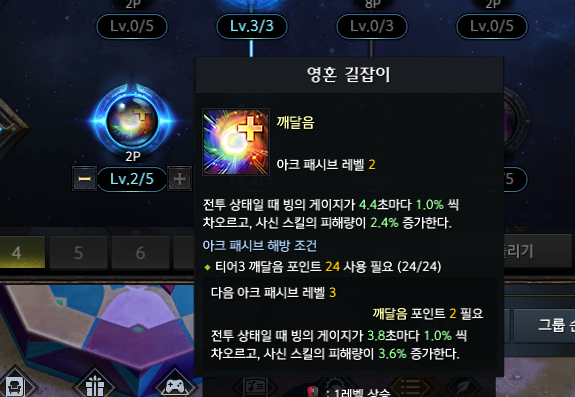 2P
8P
2P
Lv.0/5
Lv.3/3
Lv.0/5
Lv.0/5
영혼 길잡이
깨달음
아크 패시브 레벨 2
2P
Lv.2/5
/5
전투 상태일 때 빙의 게이지가 4.4초마다 1.0% 씩
차오르고, 사신 스킬의 피해량이 2.4% 증가한다.
아크 패시브 해방 조건
티어3 깨달음 포인트 24 사용 필요 (24/24)
4
5
6
리기
다음 아크 패시브 레벨 3
깨달음 포인트 2 필요
전투 상태일 때 빙의 게이지가 3.8초마다 1.0% 씩
차오르고, 사신 스킬의 피해량이 3.6% 증가한다.
그룹
: 1레벨 상승